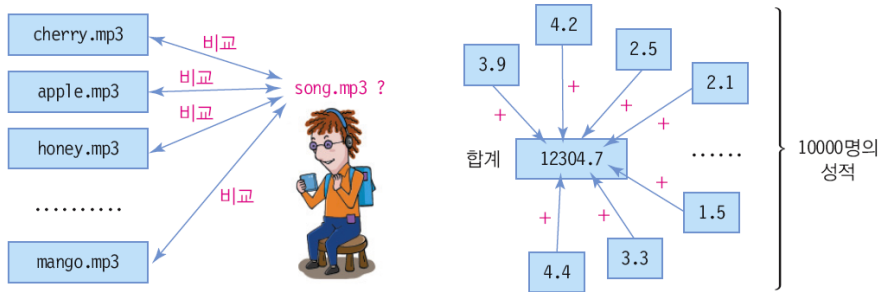 cherry.mp3
apple.mp3
honey.mp3
..........
mango.mp3
비교
비교
비교
비교
song.mp3 ?
3.9
4.2
2.5
2.1
+
+
+
+
합계
12304.7
......
+
+
+
1.5
3.3
4.4
10000명의
성적